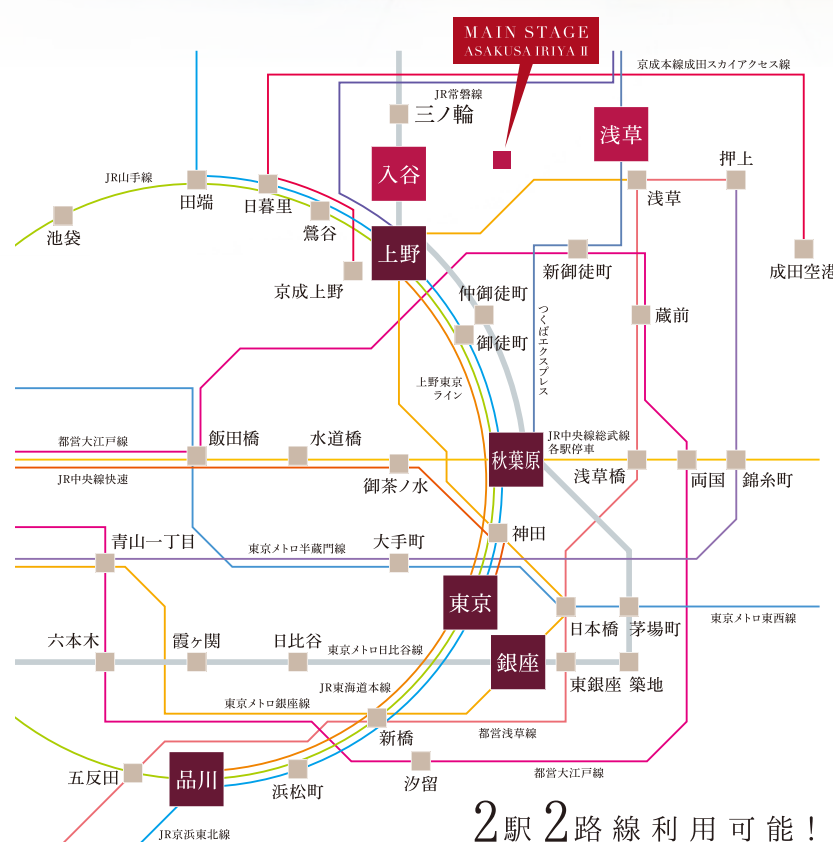 MAIN STAGE
ASAKUSA IRIYA II
京成本線成田スカイアクセス線
JR常磐線
三ノ輪
浅草
入谷
押上
JR山手線
田端
日暮里
浅草
鶯谷
池袋
上野
新御徒町
成田空港
京成上野
仲御徒町
つくばエクスプレス
蔵前
御徒町
上野東京
ライン
都営大江戸線
飯田橋
水道橋
JR中央線総武線
各駅停車
秋葉原
浅草橋
両国
錦糸町
JR中央線快速
御茶ノ水
青山一丁目
東京メトロ半蔵門線
大手町
神田
東京
日本橋
茅場町
東京メトロ東西線
六本木
霞ヶ関
日比谷
東京メトロ日比谷線
銀座
東銀座
築地
JR東海道本線
東京メトロ銀座線
新橋
都営浅草線
五反田
品川
浜松町
汐留
都営大江戸線
JR京浜東北線
2駅2路線利用可能!